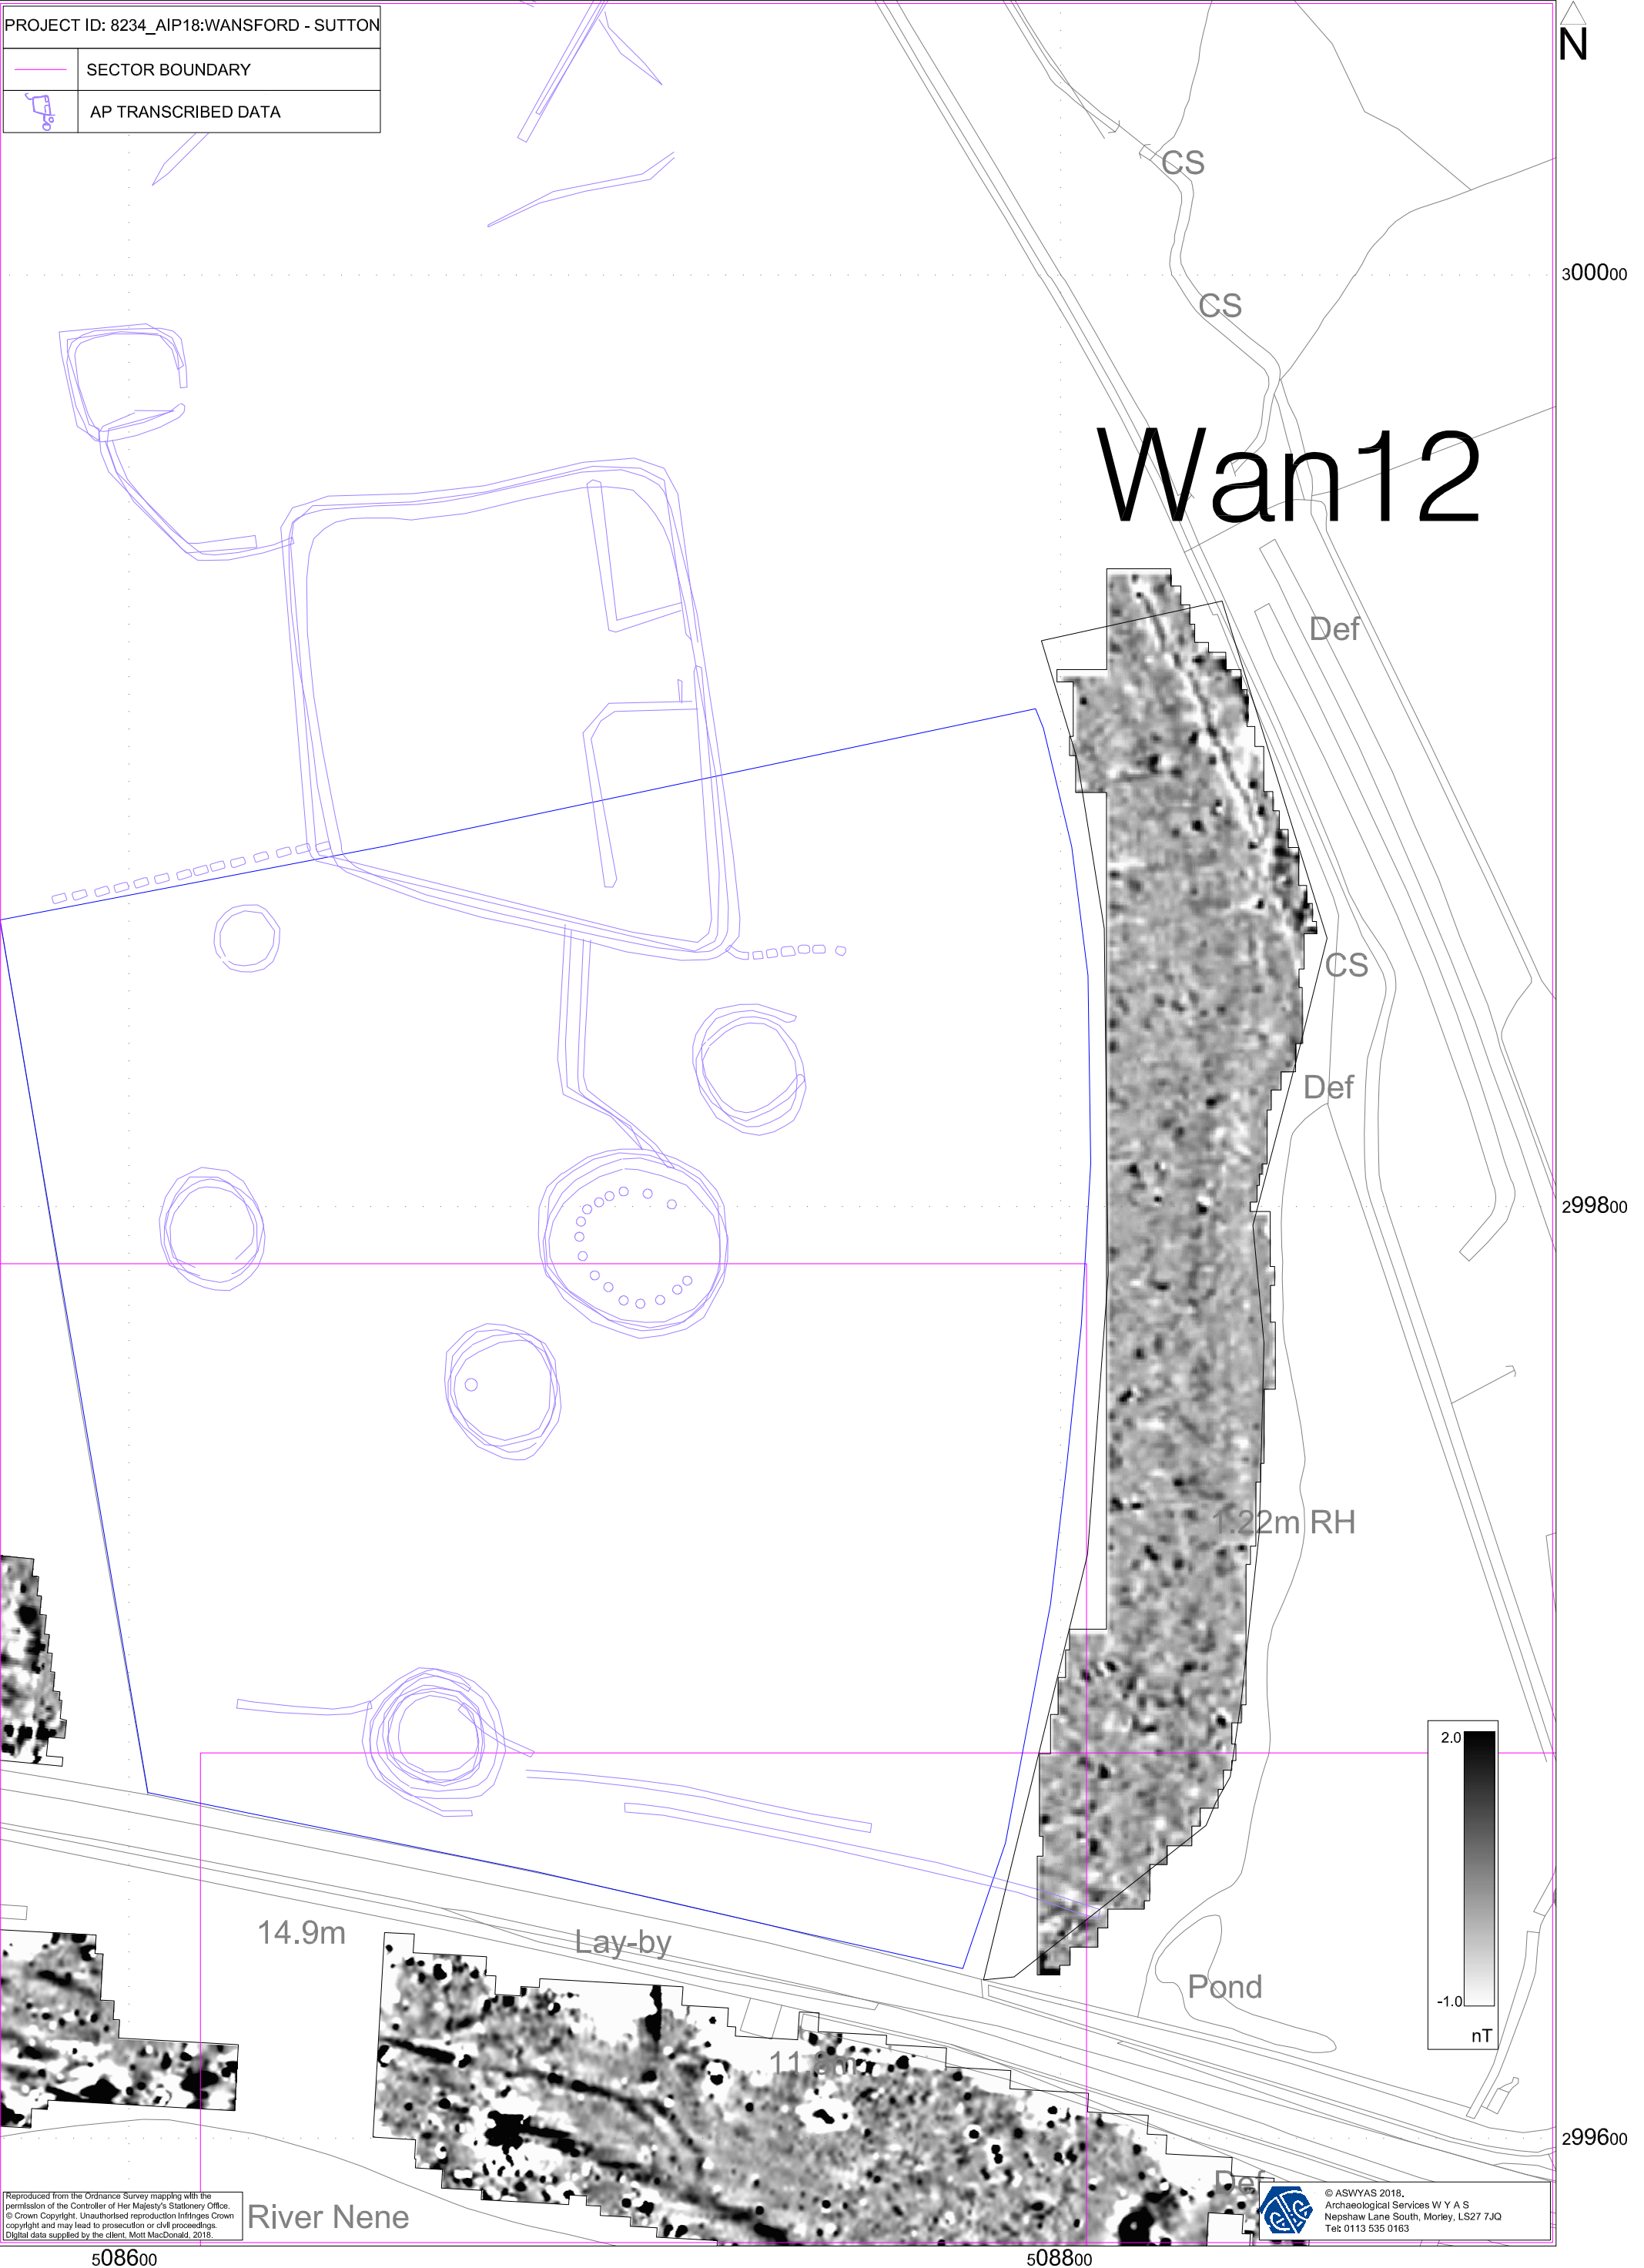 PROJECT ID: 8234_AIP18:WANSFORD - SUTTON
SECTOR BOUNDARY
AP TRANSCRIBED DATA
N
CS
300000
CS
Wan12
Def
CS
Def
299800
1.22m RH
2.0
-1.0
nT
14.9m
Lay-by
Pond
299600
Def
River Nene
Reproduced from the Ordnance Survey mapping with the
permission of the Controller of Her Majesty's Stationery Office.
© Crown Copyright. Unauthorised reproduction infringes Crown
copyright and may lead to prosecution or civil proceedings.
Digital data supplied by the client, Mott MacDonald, 2018.
© ASWYAS 2018.
Archaeological Services W Y A S
Nepshaw Lane South, Morley, LS27 7JQ
Tel: 0113 535 0163
508600
508800